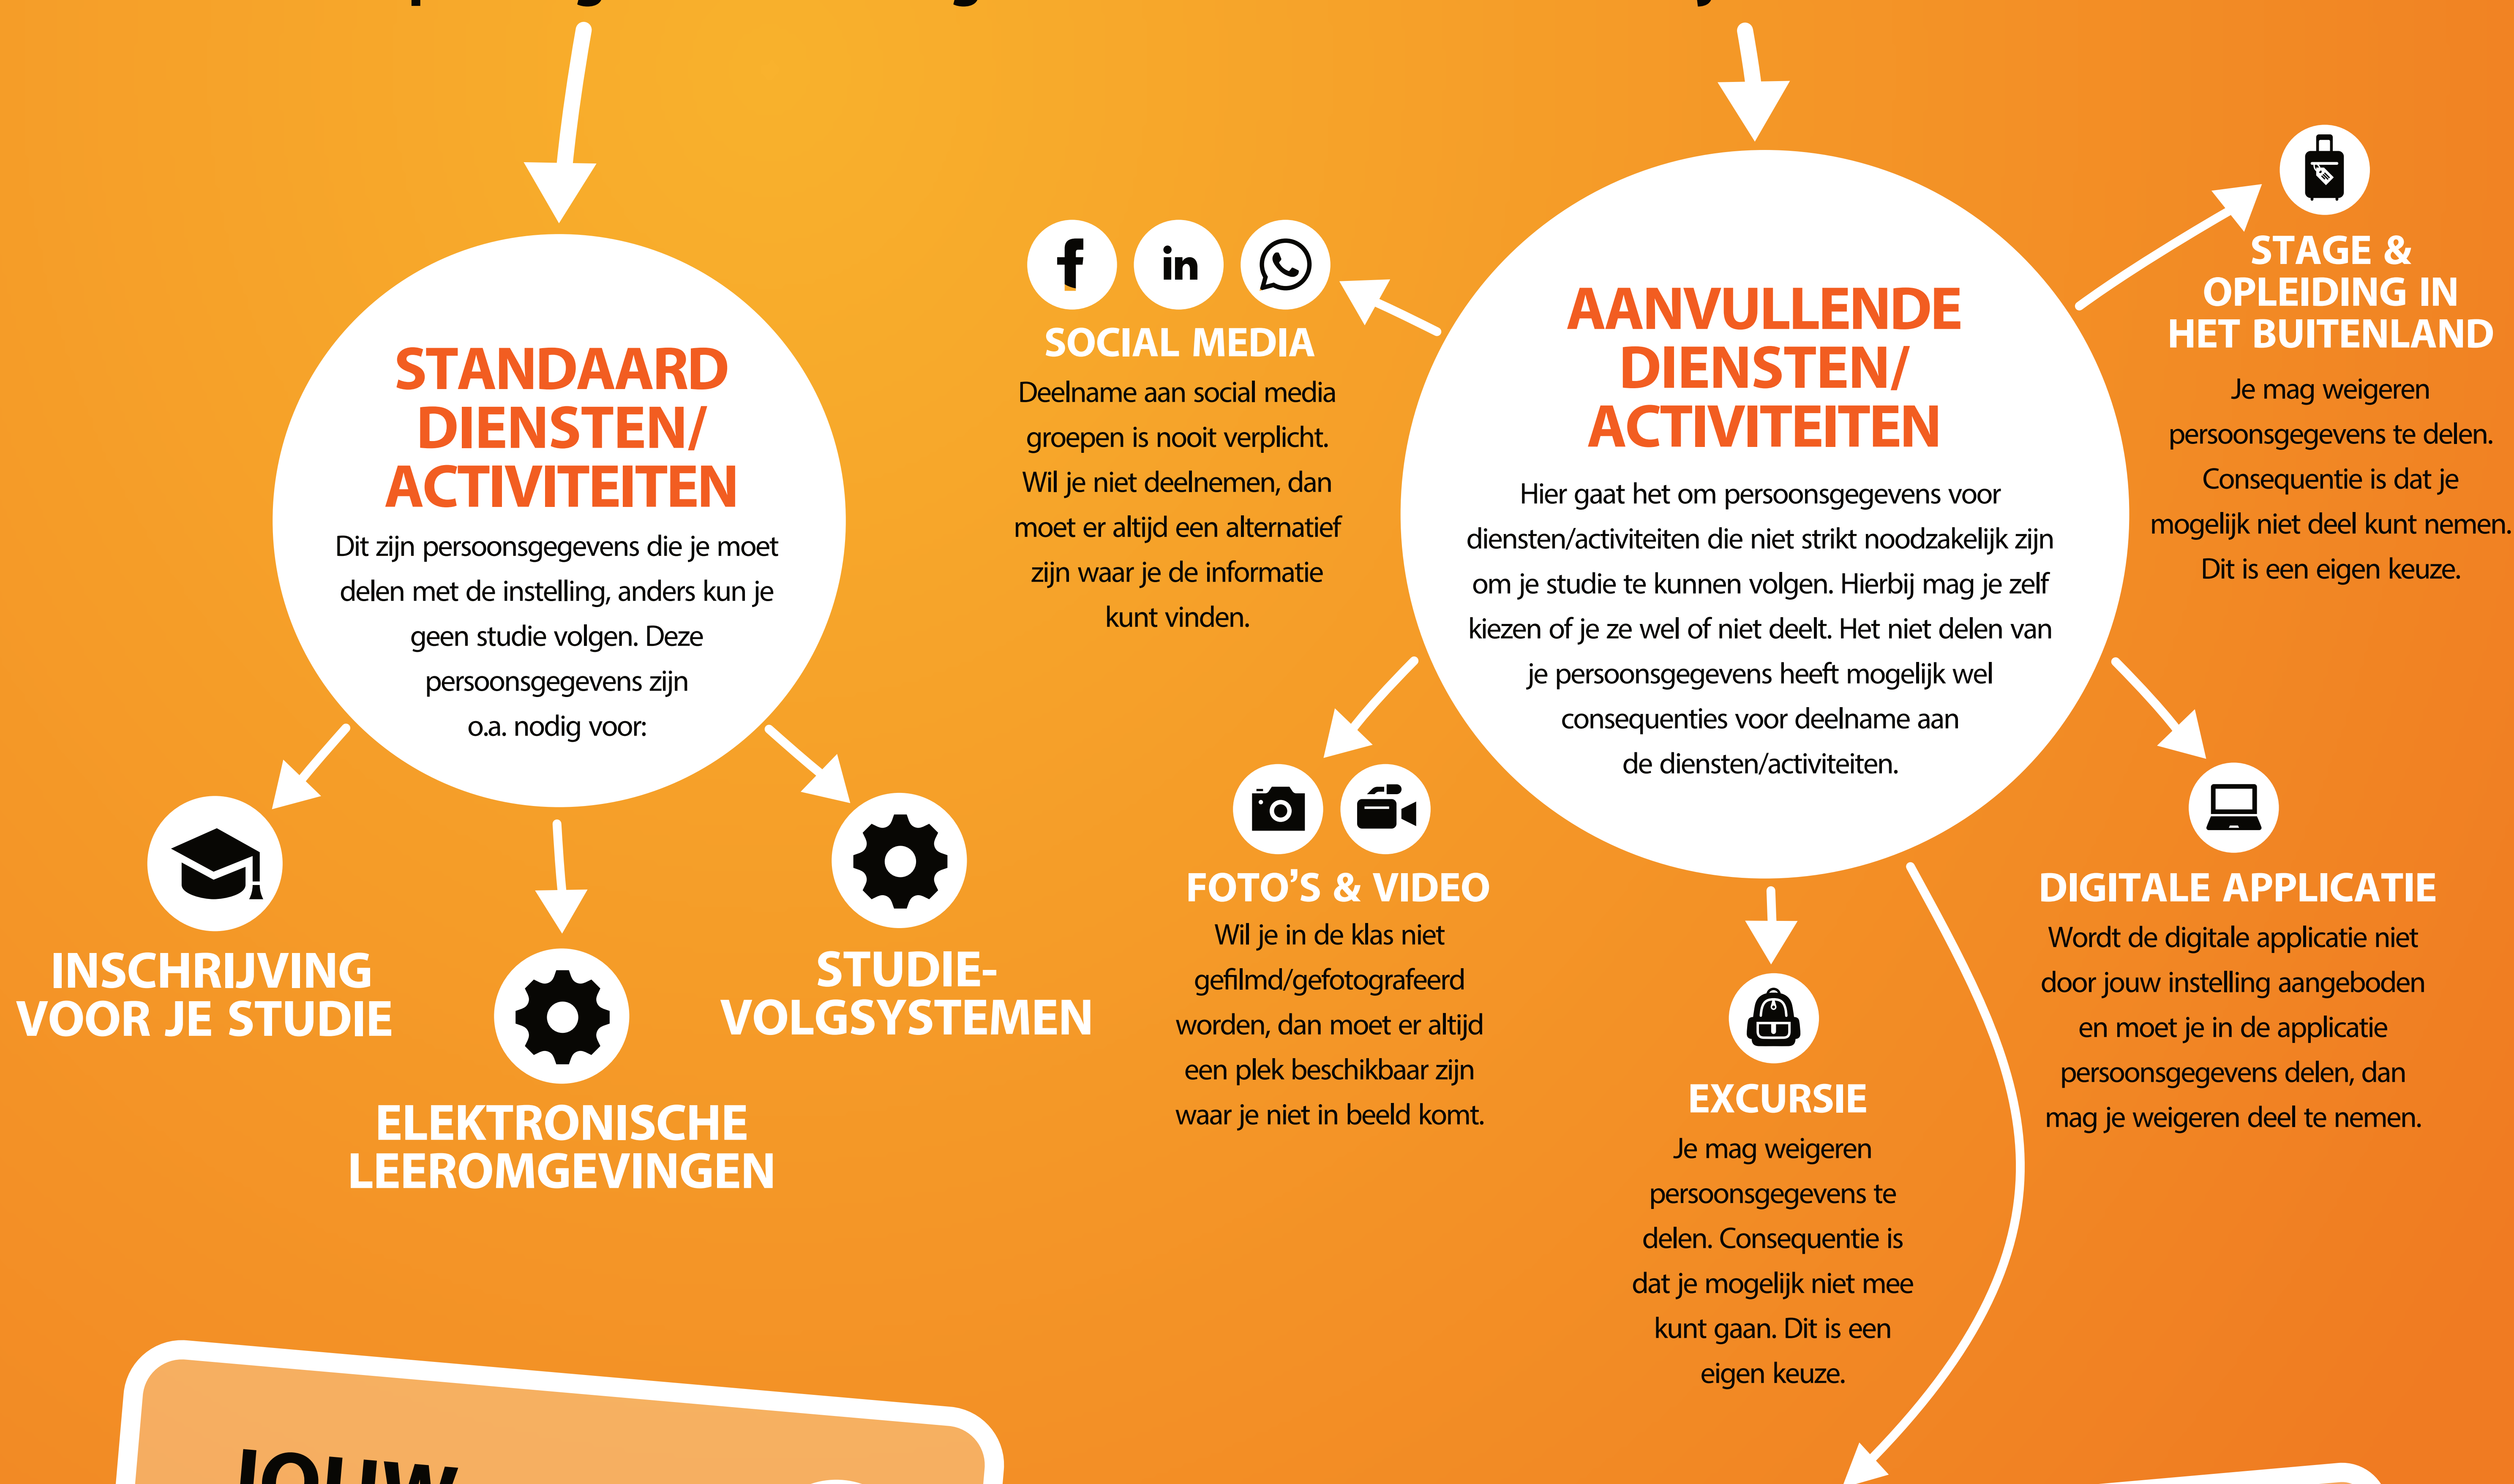 STANDAARD
DIENSTEN/
ACTIVITEITEN
Dit zijn persoonsgegevens die je moet
delen met de instelling, anders kun je
geen studie volgen. Deze
persoonsgegevens zijn
o.a. nodig voor:
INSCHRIJVING
VOOR JE STUDIE
ELEKTRONISCHE
LEEROMGEVINGEN
STUDIE-
VOLGSYSTEMEN
in
SOCIAL MEDIA
Deelname aan social media
groepen is nooit verplicht.
Wil je niet deelnemen, dan
moet er altijd een alternatief
zijn waar je de informatie
kunt vinden.
AANVULLENDE
DIENSTEN/
ACTIVITEITEN
Hier gaat het om persoonsgegevens voor
diensten/activiteiten die niet strikt noodzakelijk zijn
om je studie te kunnen volgen. Hierbij mag je zelf
kiezen of je ze wel of niet deelt. Het niet delen van
je persoonsgegevens heeft mogelijk wel
consequenties voor deelname aan
de diensten/activiteiten.
STAGE &
OPLEIDING IN
HET BUITENLAND
Je mag weigeren
persoonsgegevens te delen.
Consequentie is dat je
mogelijk niet deel kunt nemen.
Dit is een eigen keuze.
FOTO'S & VIDEO
Wil je in de klas niet
gefilmd/gefotografeerd
worden, dan moet er altijd
een plek beschikbaar zijn
waar je niet in beeld komt.
EXCURSIE
Je mag weigeren
persoonsgegevens te
delen. Consequentie is
dat je mogelijk niet mee
kunt gaan. Dit is een
eigen keuze.
DIGITALE APPLICATIE
Wordt de digitale applicatie niet
door jouw instelling aangeboden
en moet je in de applicatie
persoonsgegevens delen, dan
mag je weigeren deel te nemen.
JOUW